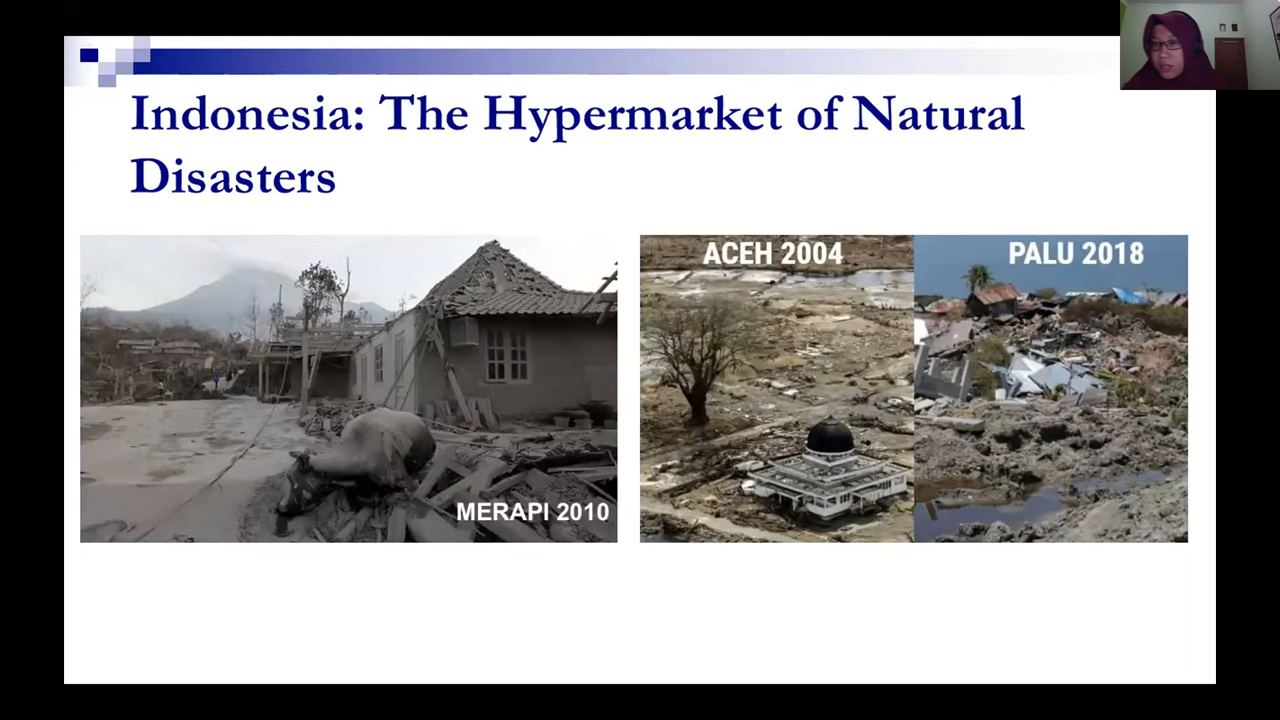 Indonesia: The Hypermarket of Natural
Disasters
MERAPI 2010
ACEH 2004
PALU 2018